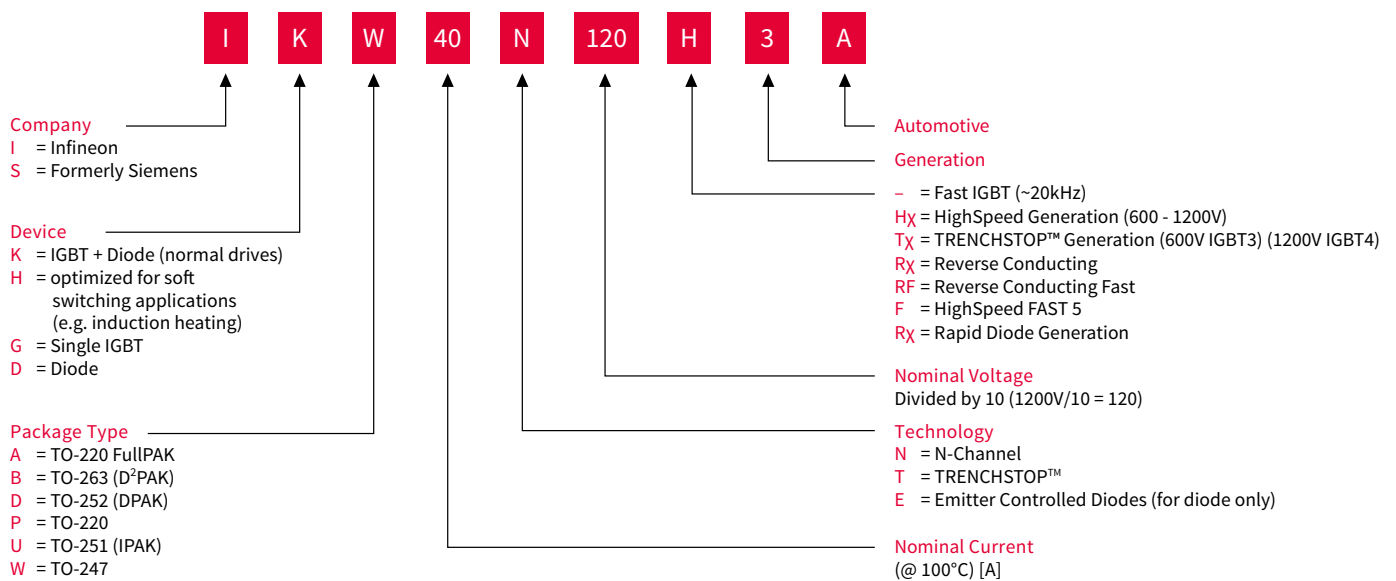 I K W 40 N 120 H 3 A
Company
I = Infineon
S = Formerly Siemens
Device
K = IGBT + Diode (normal drives)
H = optimized for soft
switching applications
(e.g. induction heating)
G = Single IGBT
D = Diode
Package Type
A = TO-220 FullPAK
B = TO-263 (D²PAK)
D = TO-252 (DPAK)
P = TO-220
U = TO-251 (IPAK)
W = TO-247
Automotive
Generation
– = Fast IGBT (~20kHz)
Hχ = HighSpeed Generation (600 - 1200V)
Tχ = TRENCHSTOP™ Generation (600V IGBT3) (1200V IGBT4)
Rχ = Reverse Conducting
RF = Reverse Conducting Fast
F = HighSpeed FAST 5
Rχ = Rapid Diode Generation
Nominal Voltage
Divided by 10 (1200V/10 = 120)
Technology
N = N-Channel
T = TRENCHSTOP™
E = Emitter Controlled Diodes (for diode only)
Nominal Current
(@ 100°C) [A]